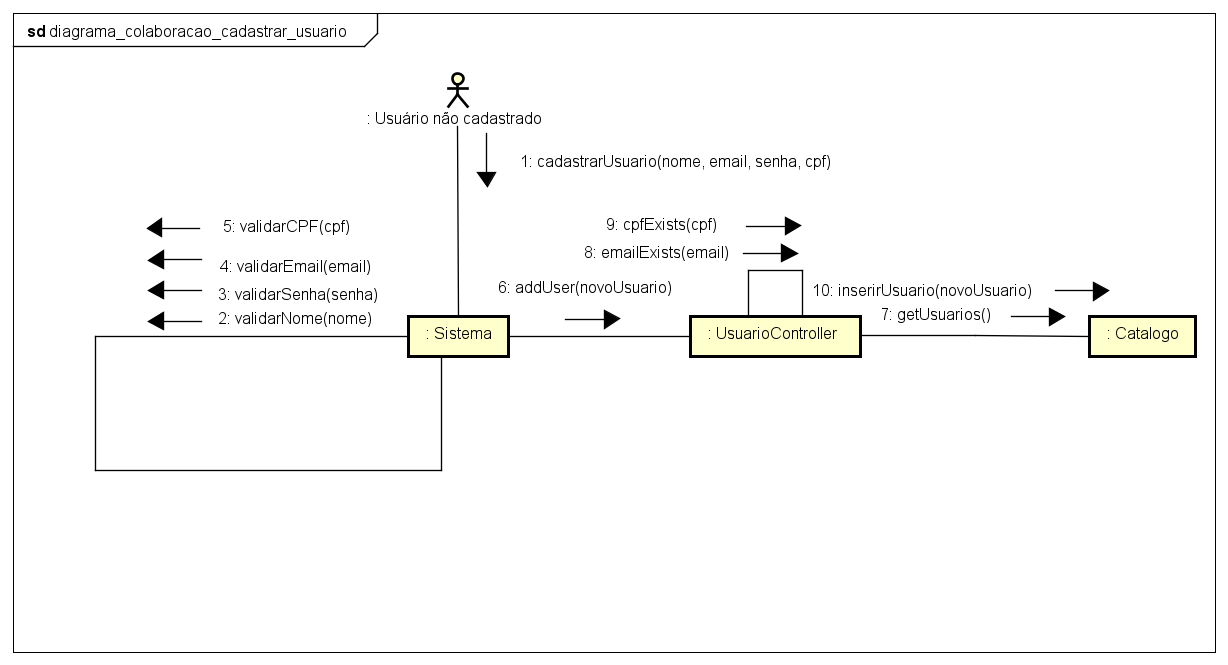 sd diagrama_colaboracao_cadastrar_usuario
: Usuário não cadastrado
1: cadastrarUsuario(nome, email, senha, cpf)
5: validarCPF(cpf)
9: cpfExists(cpf)
8: emailExists(email)
4: validarEmail(email)
6: addUser(novoUsuario)
10: inserirUsuario(novoUsuario)
3: validarSenha(senha)
7: getUsuarios()
2: validarNome(nome)
: Sistema
: UsuarioController
: Catalogo